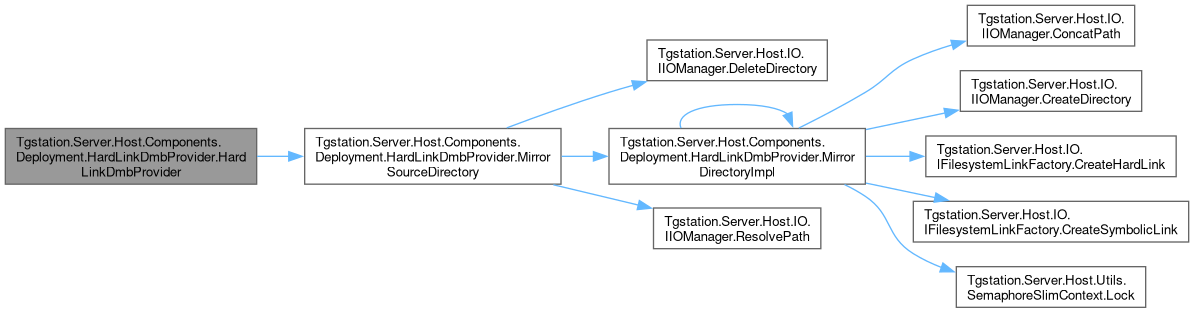 Tgstation.Server.Host.Components.
Deployment.HardLinkDmbProvider.Hard
LinkDmbProvider
Tgstation.Server.Host.Components.
Deployment.HardLinkDmbProvider.Mirror
SourceDirectory
Tgstation.Server.Host.IO.
IIOManager.DeleteDirectory
Tgstation.Server.Host.Components.
Deployment.HardLinkDmbProvider.Mirror
DirectoryImpl
Tgstation.Server.Host.IO.
IIOManager.ResolvePath
Tgstation.Server.Host.IO.
IIOManager.ConcatPath
Tgstation.Server.Host.IO.
IIOManager.CreateDirectory
Tgstation.Server.Host.IO.
IFilesystemLinkFactory.CreateHardLink
Tgstation.Server.Host.IO.
IFilesystemLinkFactory.CreateSymbolicLink
Tgstation.Server.Host.Utils.
SemaphoreSlimContext.Lock